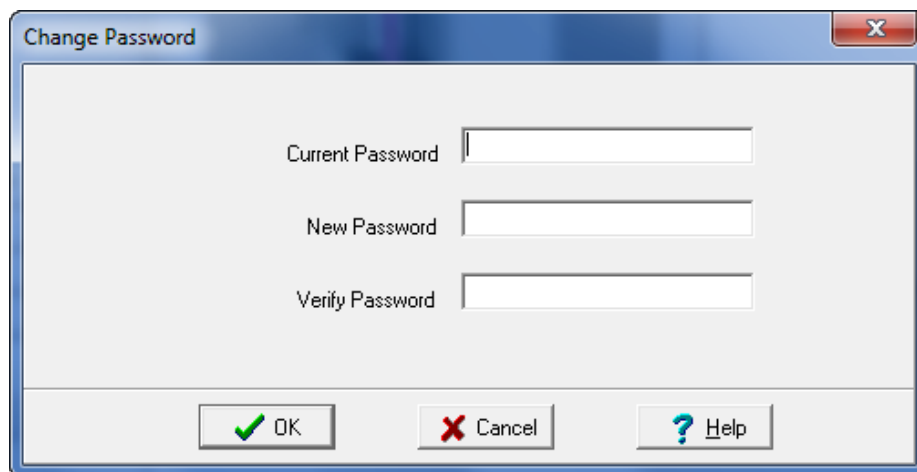 Change Password
Current Password
New Password
Verify Password
OK Cancel Help